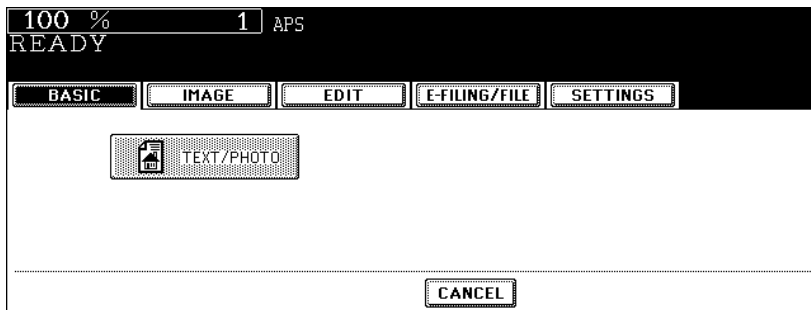 100 % 1 APS
READY
BASIC IMAGE EDIT E-FILING/FILE SETTINGS
TEXT/PHOTO
CANCEL